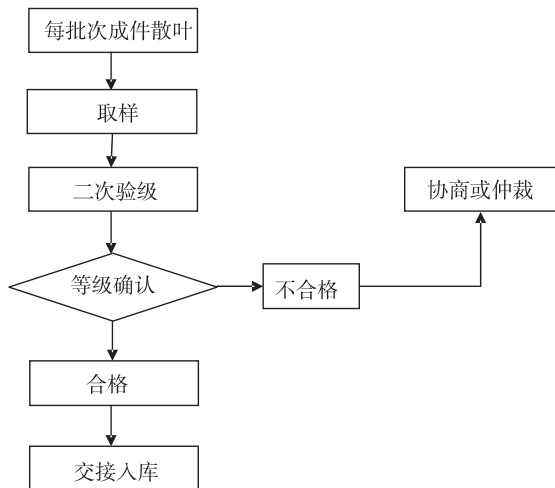 每批次成件散叶
取样
二次验级
协商或仲裁
等级确认
不合格
合格
交接入库